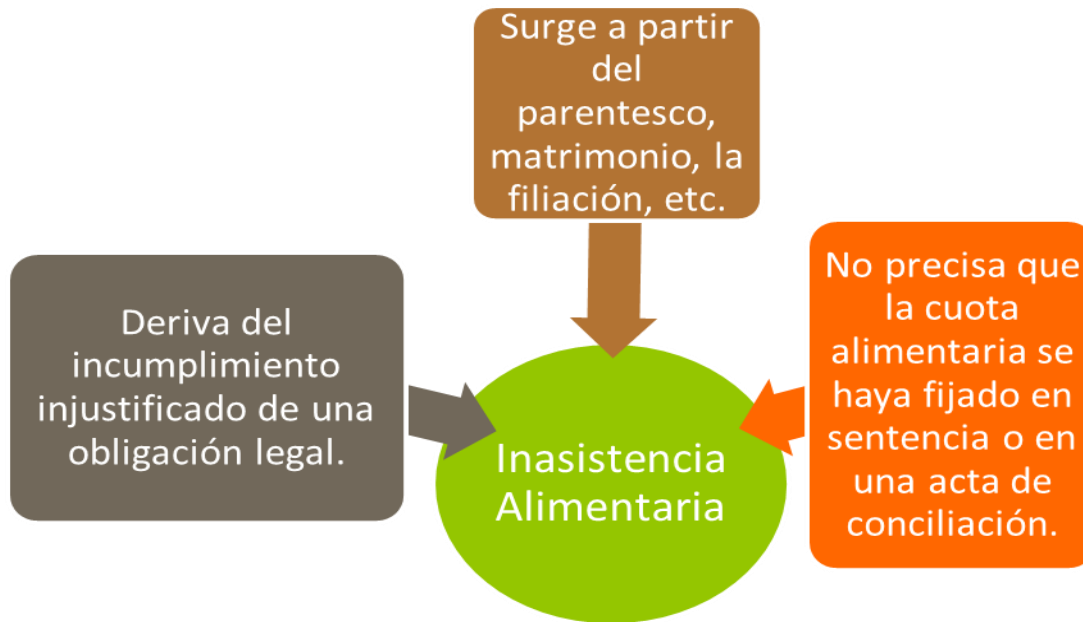 Surge a partir
del
parentesco,
matrimonio, la
filiación, etc.
Deriva del
incumplimiento
injustificado de una
obligación legal.
No precisa que
la cuota
alimentaria se
haya fijado en
sentencia o en
una acta de
conciliación.
Inasistencia
Alimentaria